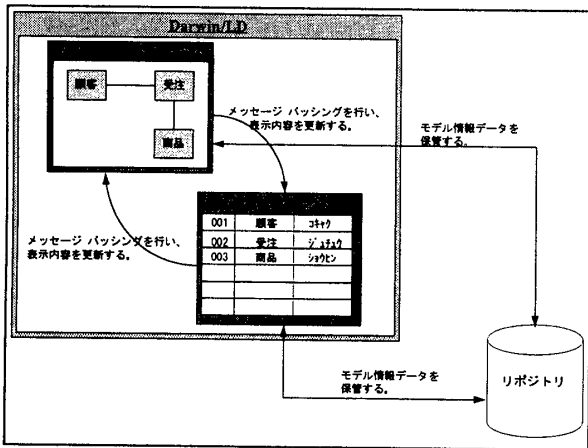 Darwin/LD
顧客
受注
商品
メッセージ パッシングを行い、
表示内容を更新する。
モデル情報データを
保管する。
メッセージ パッシングを行い、
表示内容を更新する。
001 顧客 コキャク
002 受注 ジュチュウ
003 商品 ショウヒン
モデル情報データを
保管する。
リポジトリ